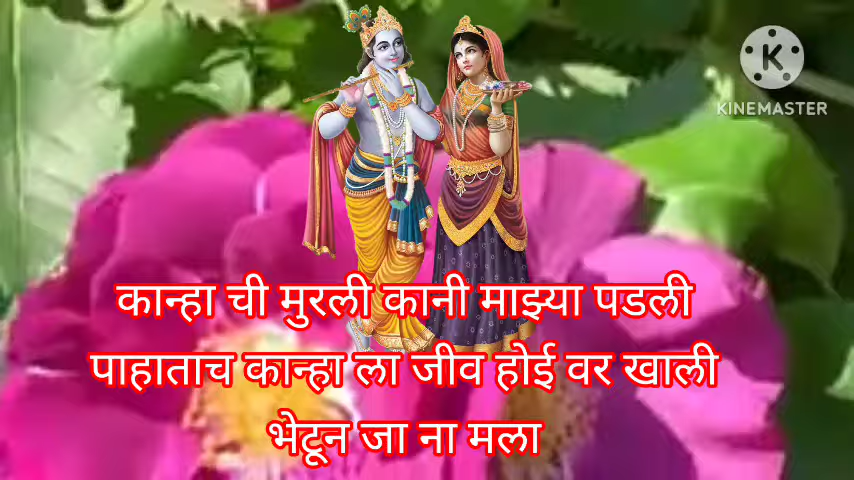 KINEMASTER
कान्हा ची मुरली कानी माझ्या पडली
पाहाताच कान्हा ला जीव होई वर खाली
भेटून जा ना मला